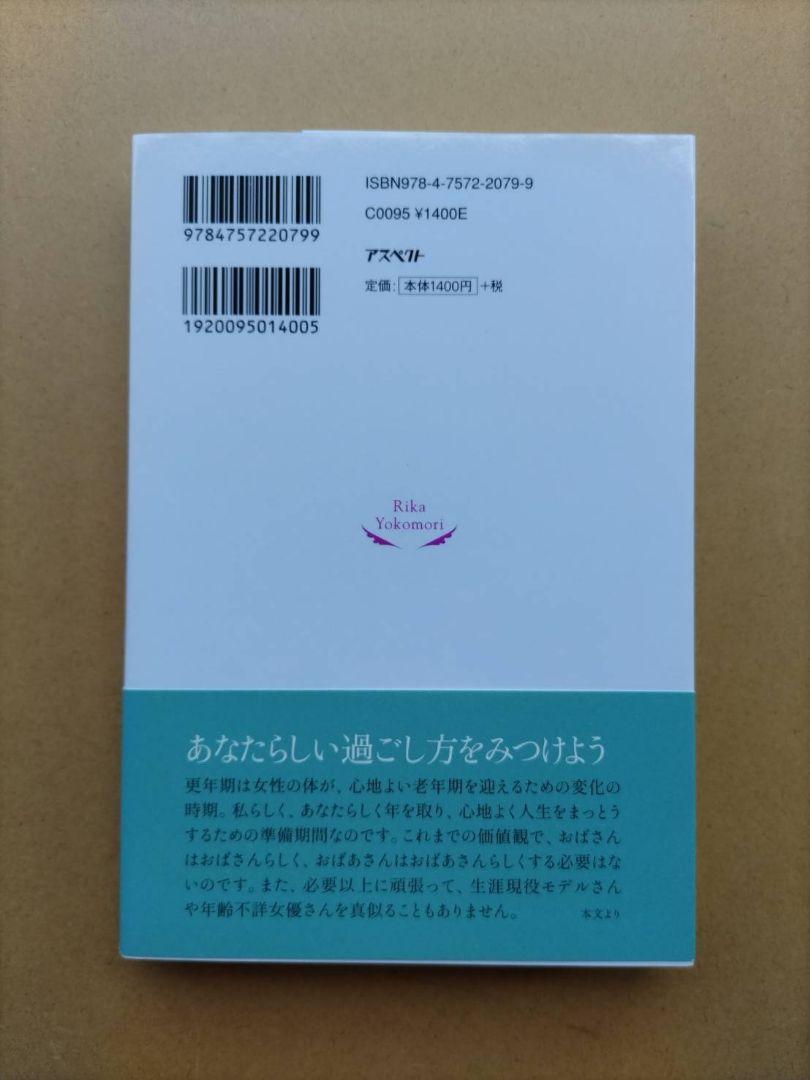 9784757220799
1920095014005
ISBN978-4-7572-2079-9
C0095 ¥1400E
アスペクト
定価: 本体1400円 +税
Rika
Yokomori
あなたらしい過ごし方をみつけよう
更年期は女性の体が、心地よい老年期を迎えるための変化の
時期。私らしく、あなたらしく年を取り、心地よく人生をまっとう
するための準備期間なのです。これまでの価値観で、おばさん
はおばさんらしく、おばあさんはおばあさんらしくする必要はな
いのです。また、必要以上に頑張って、生涯現役モデルさん
や年齢不詳女優さんを真似ることもありません。 本文より